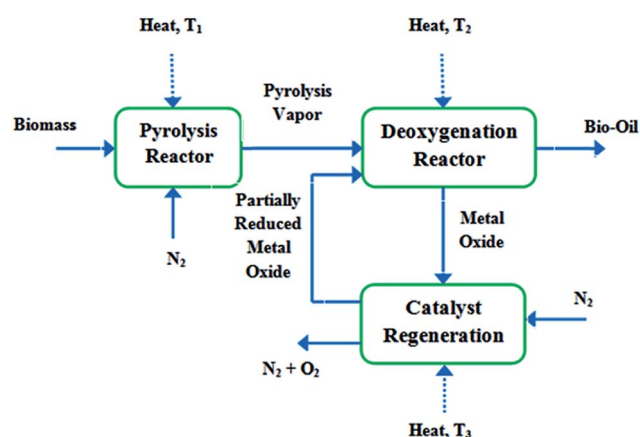 Heat, T₁
Heat, T₂
Pyrolysis
Vapor
Biomass
Pyrolysis
Reactor
Deoxygenation
Reactor
Bio-Oil
N₂
Partially
Reduced
Metal
Oxide
Metal
Oxide
Catalyst
Regeneration
N₂
N₂ + O₂
Heat, T₃